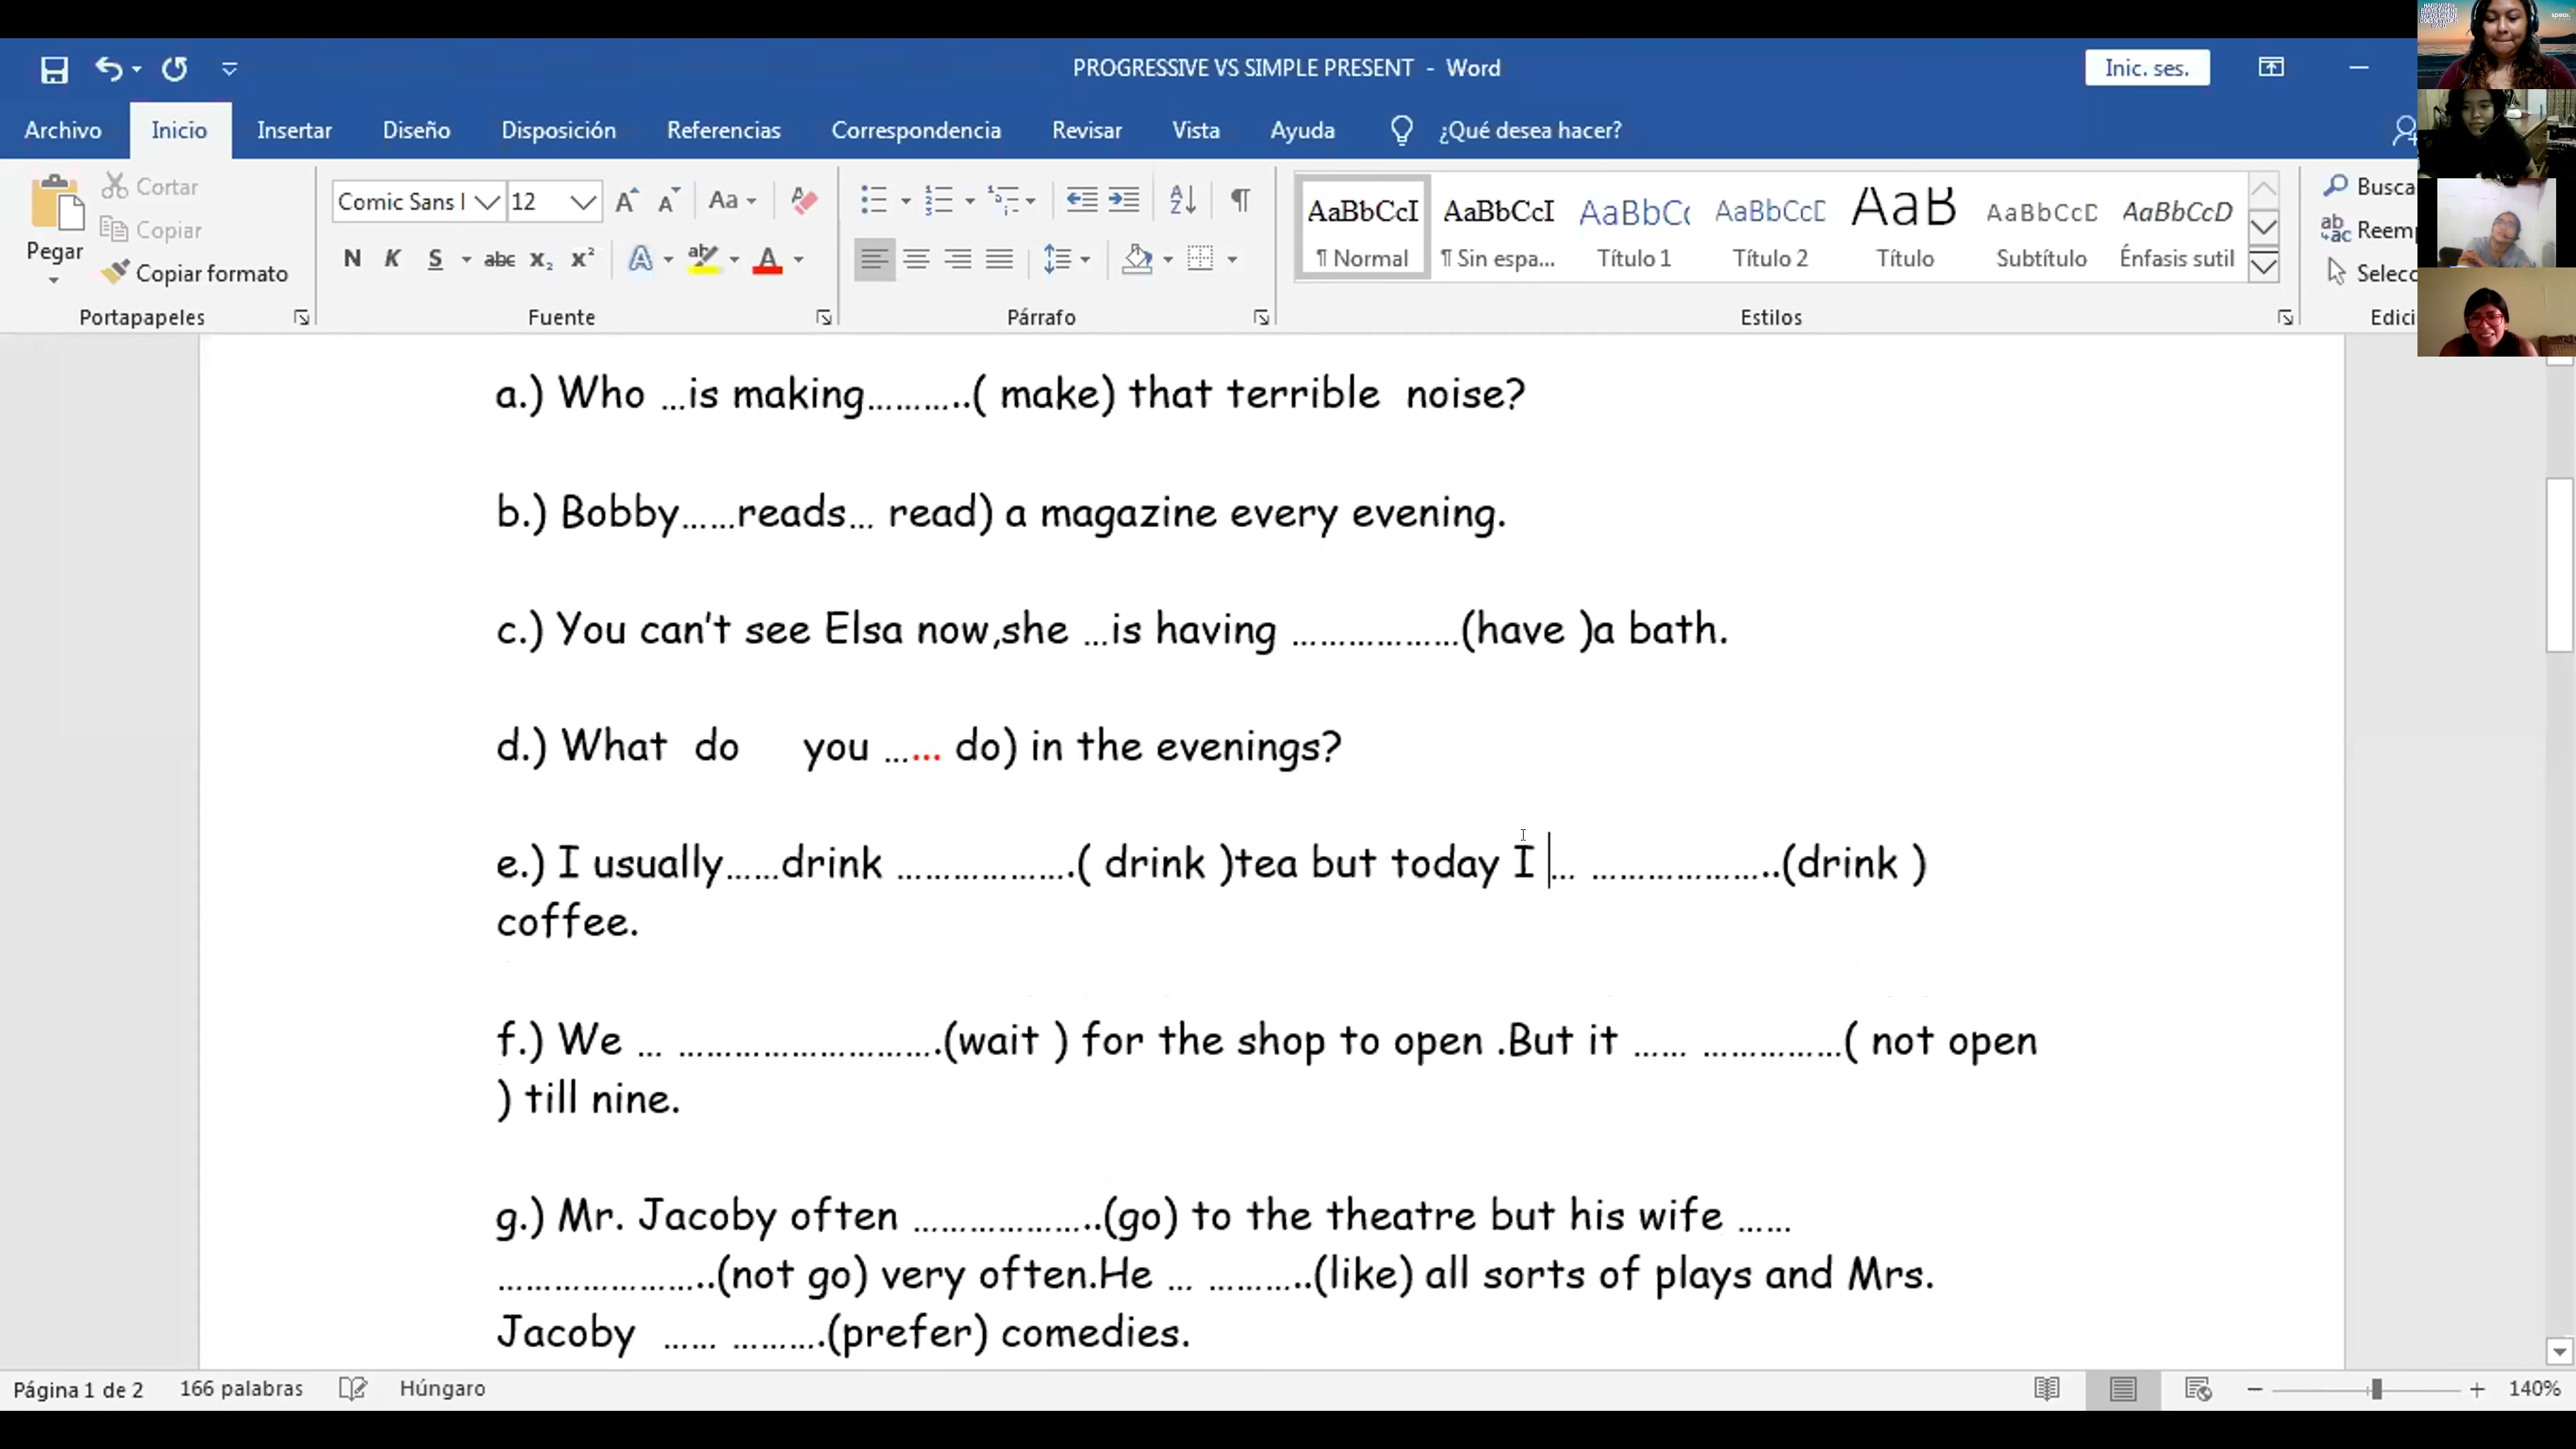 PROGRESSIVE VS SIMPLE PRESENT - Word
Inic. ses.
Archivo Inicio Insertar Diseño Disposición Referencias Correspondencia Revisar Vista Ayuda ¿Qué desea hacer?
Pegar
Cortar
Copiar
Copiar formato
Portapapeles
Comic Sans 12
Aa
N K S abc x₂ x²
Fuente
Párrafo
AaBbCcI AaBbCcI AaBbC AaBbCcD AaB AaBbCcD AaBbCcD
¶ Normal ¶ Sin espa... Título 1 Título 2 Título Subtítulo Énfasis sutil
Estilos
Busca
Reem
Selec
Edici
a.) Who …is making………..( make) that terrible  noise?
b.) Bobby……reads… read) a magazine every evening.
c.) You can't see Elsa now,she …is having ………………(have )a bath.
d.) What  do    you …… do) in the evenings?
e.) I usually……drink ……………….( drink )tea but today I … ………………..(drink )
coffee.
f.) We … ……………………….(wait ) for the shop to open .But it …… ……………( not open
) till nine.
g.) Mr. Jacoby often ………………..(go) to the theatre but his wife ……
…………………..(not go) very often.He … ………..(like) all sorts of plays and Mrs.
Jacoby  …… ……….(prefer) comedies.
Página 1 de 2 166 palabras Húngaro 140%